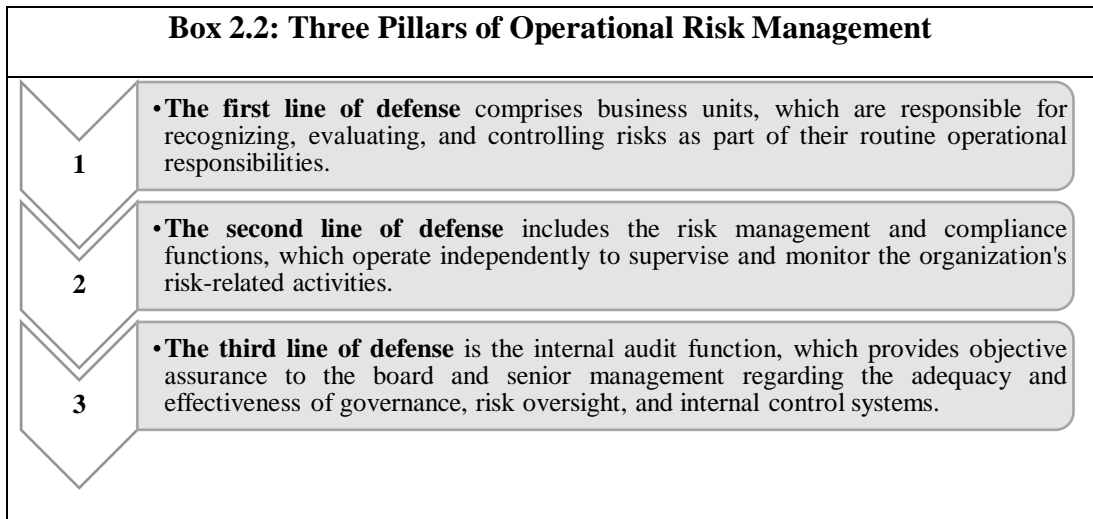 Box 2.2: Three Pillars of Operational Risk Management
1
•The first line of defense comprises business units, which are responsible for
recognizing, evaluating, and controlling risks as part of their routine operational
responsibilities.
2
•The second line of defense includes the risk management and compliance
functions, which operate independently to supervise and monitor the organization's
risk-related activities.
3
•The third line of defense is the internal audit function, which provides objective
assurance to the board and senior management regarding the adequacy and
effectiveness of governance, risk oversight, and internal control systems.